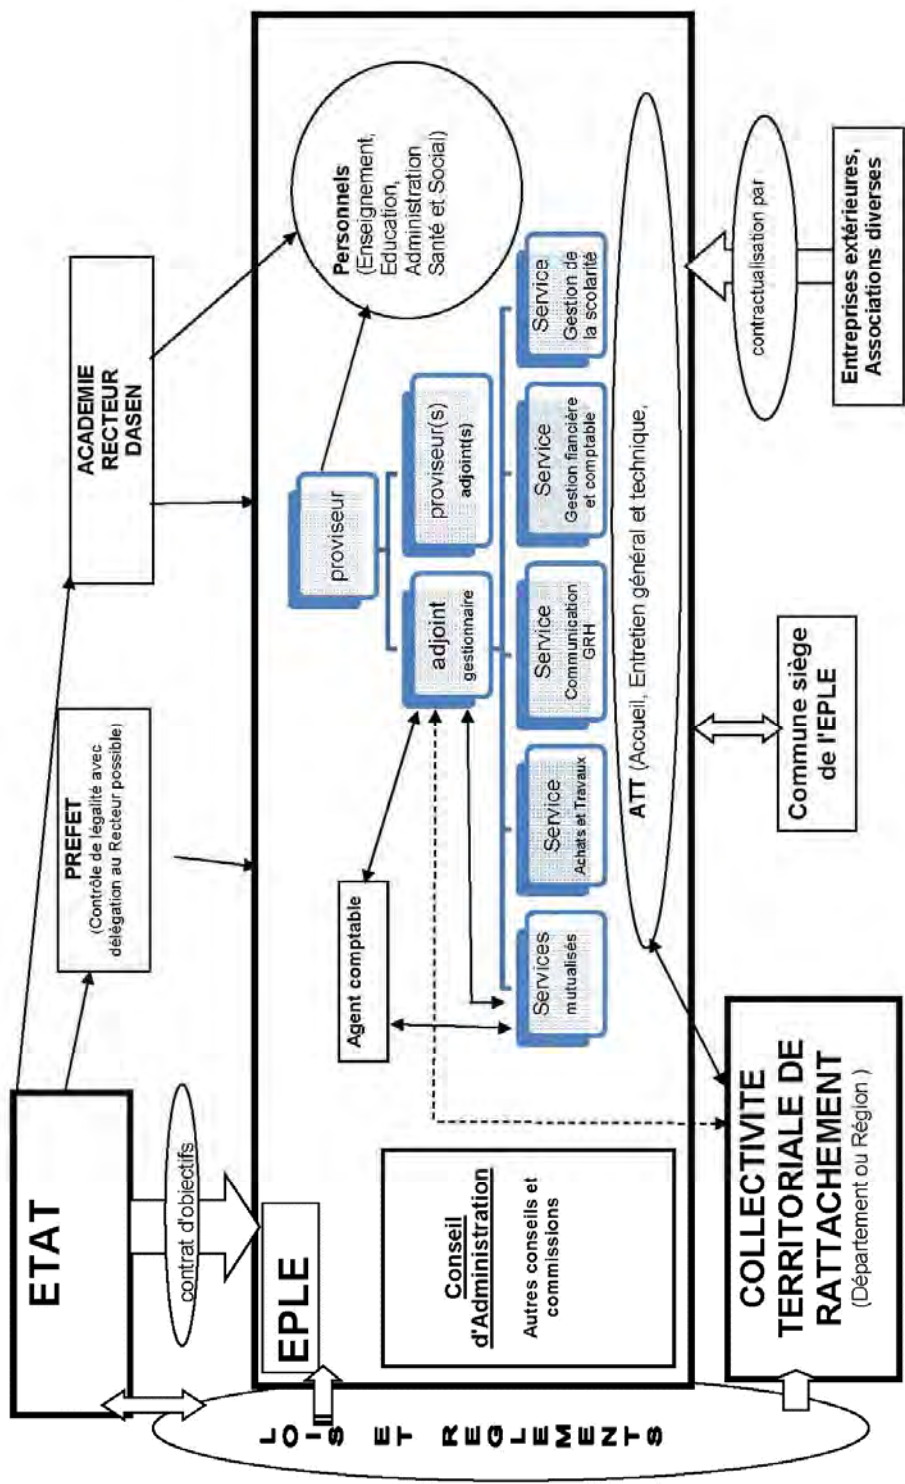 ETAT
PREFET
(Contrôle de légalité avec
délégation au Recteur possible)
ACADEMIE
RECTEUR
DASEN
contrat d'obiectifs
LOIS ET REGLEMENTS
EPLE
Conseil
d'Administration
Autres conseils et
commissions
Agent comptable
proviseur
adjoint
gestionnaire
proviseur(s)
adjoint(s)
Personnels
(Enseignement,
Education,
Administration
Santé et Social)
Services
mutualisés
Service
Achats et Travaux
Service
Communication
GRH
Service
Gestion fiancière
et comptable
Service
Gestion de
la scolarité
ATT (Accueil, Entretien général et technique,
COLLECTIVITE
TERRITORIALE DE
RATTACHEMENT
(Département ou Région )
Commune siège
de l'EPLE
contractualisation par
Entreprises extérieures,
Associations diverses